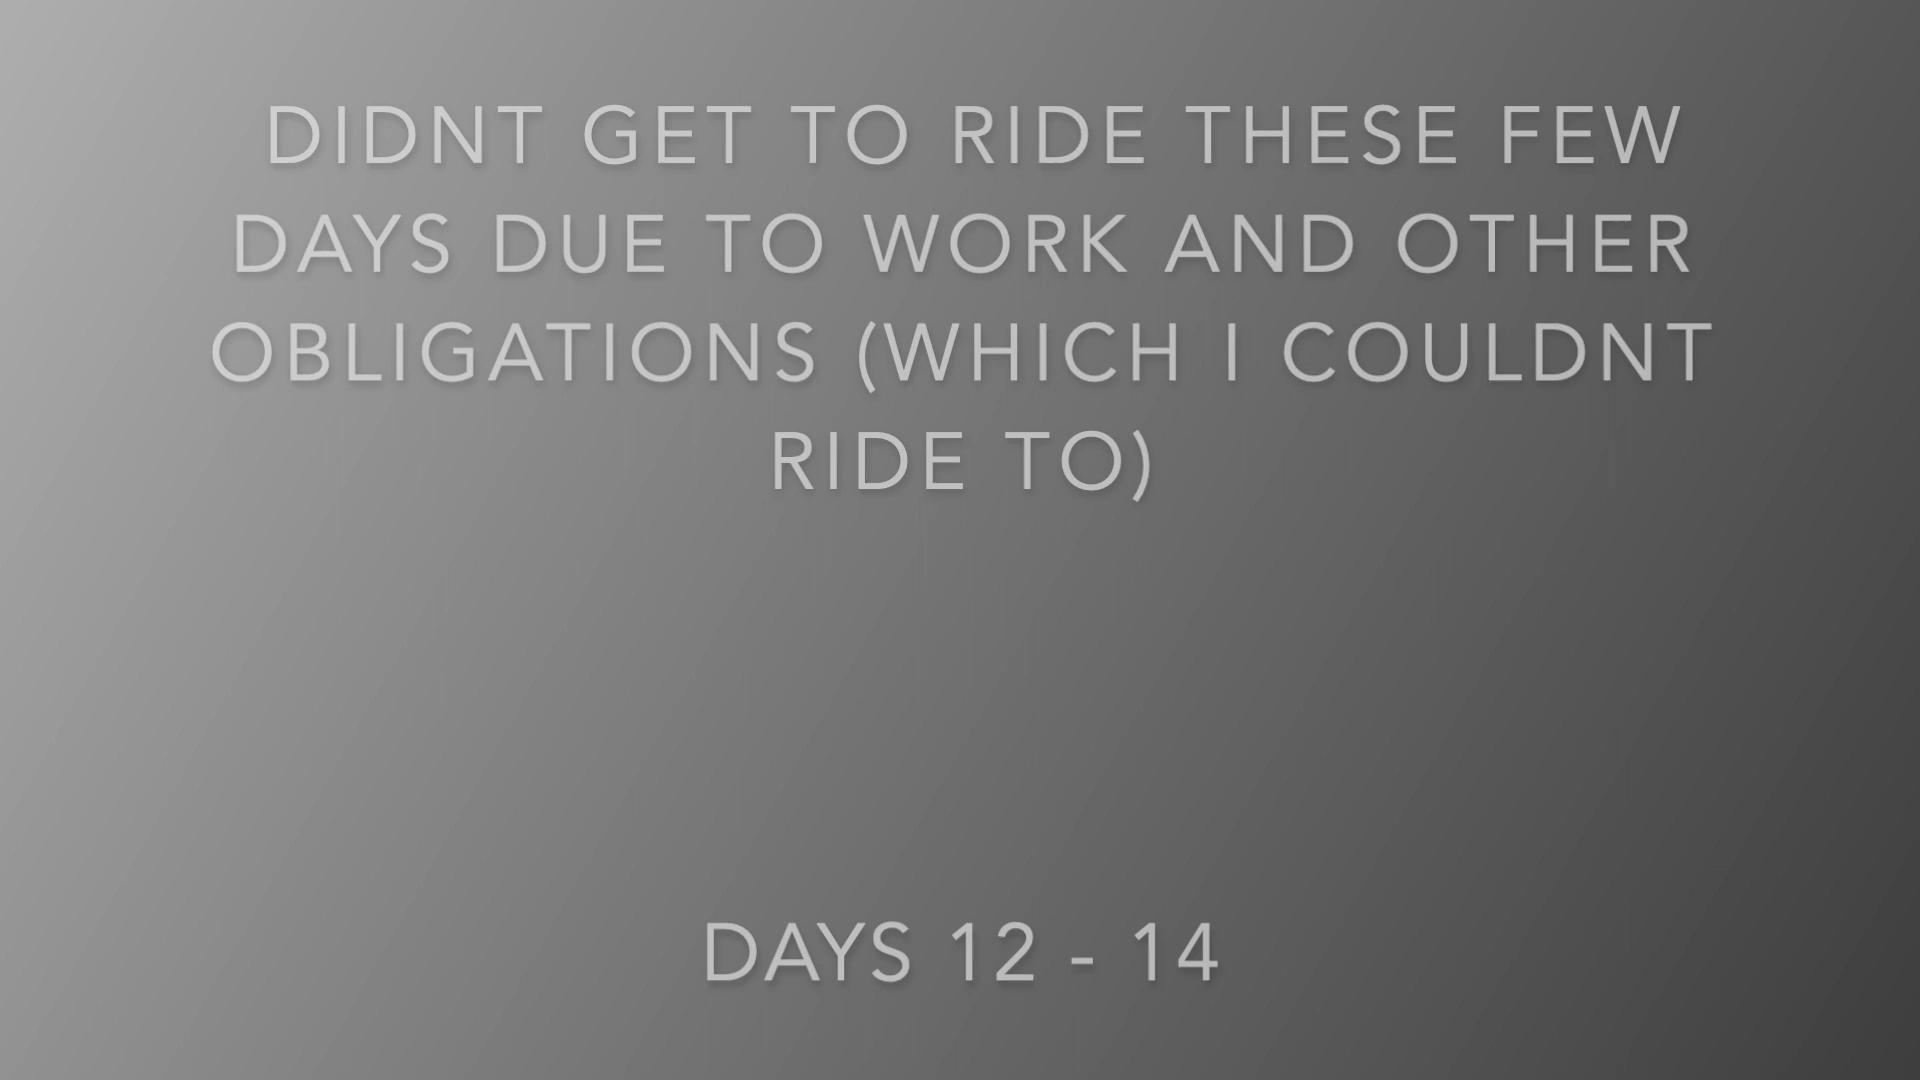 DIDNT GET TO RIDE THESE FEW
DAYS DUE TO WORK AND OTHER
OBLIGATIONS (WHICH I COULDNT
RIDE TO)
DAYS 12 - 14